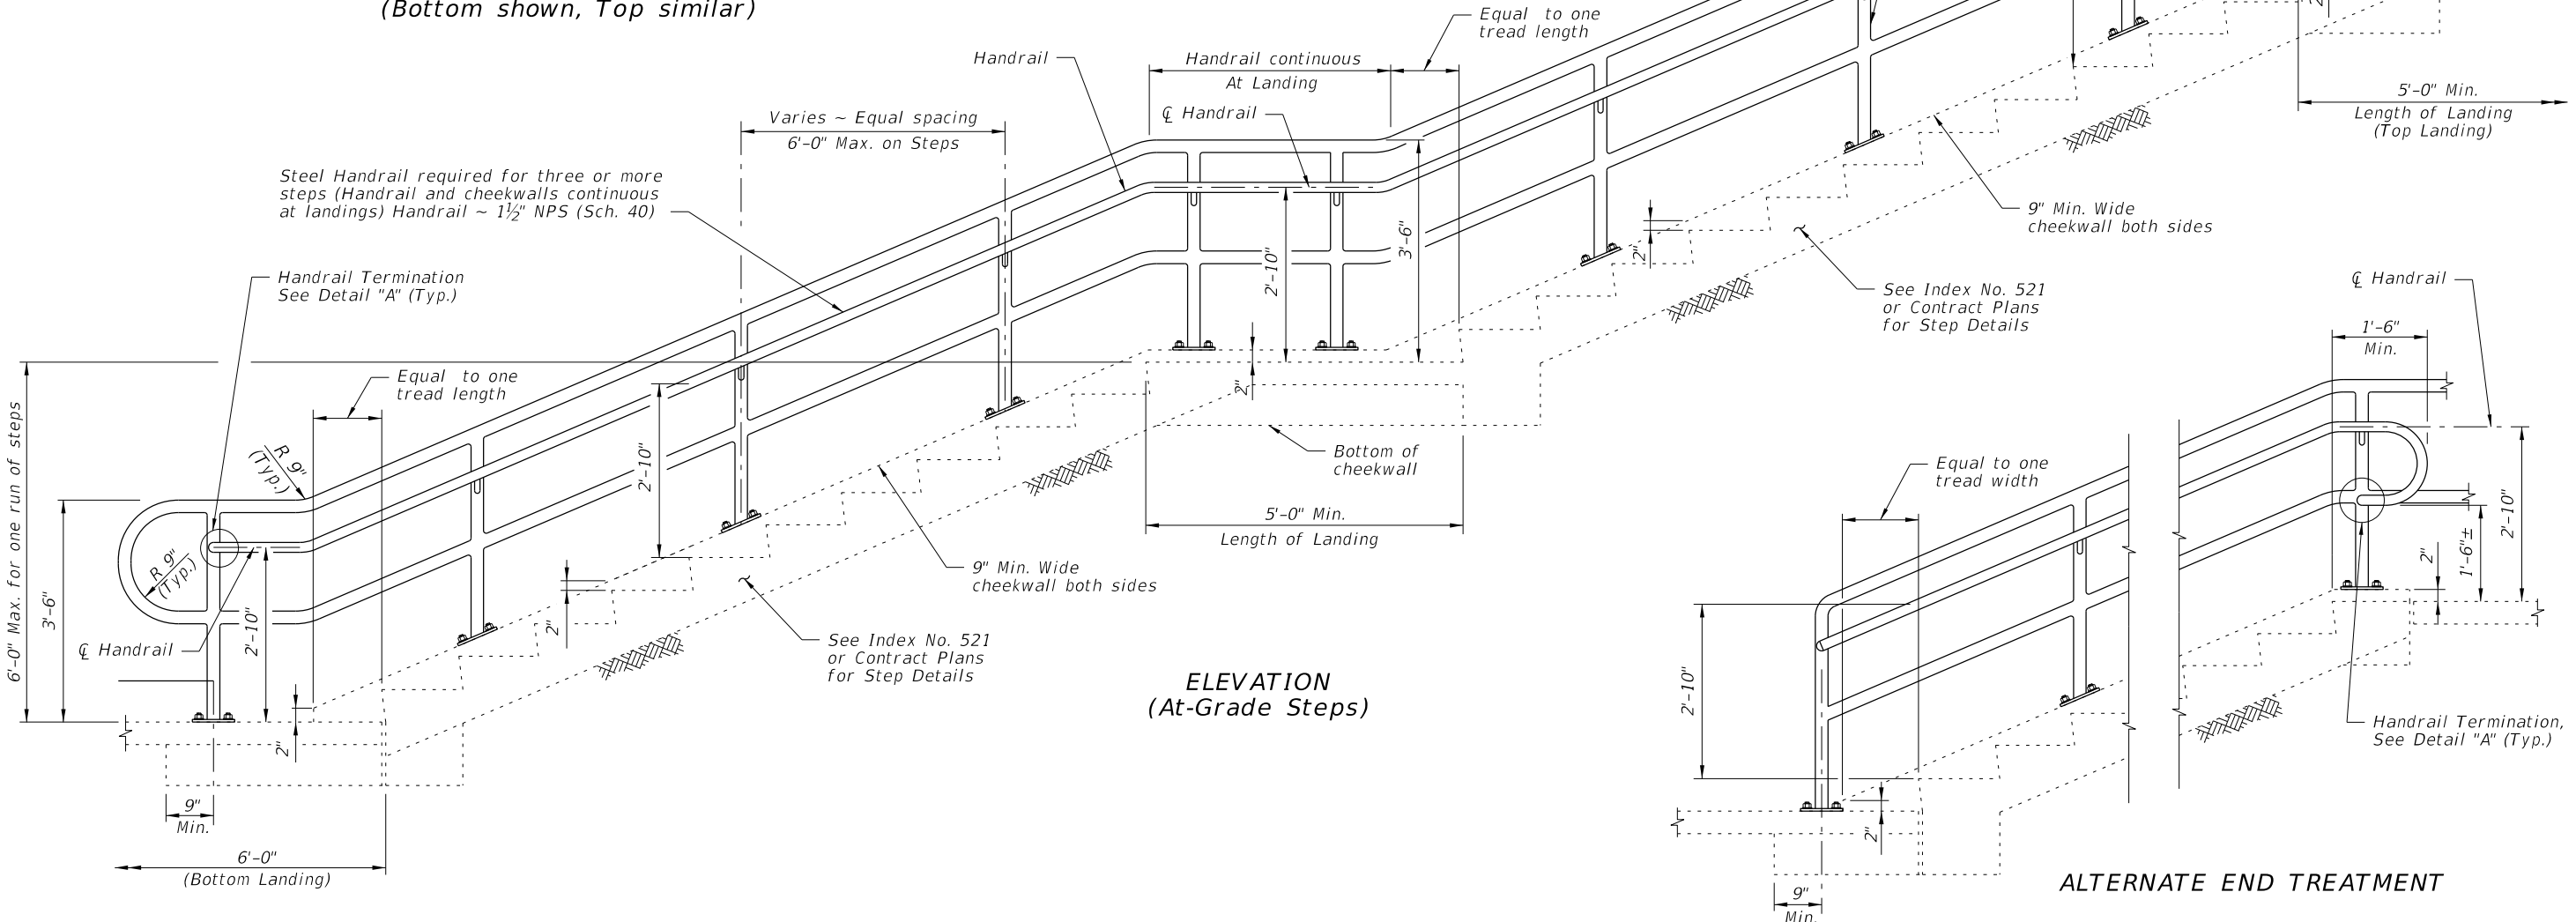 (Bottom shown, Top similar)
Equal to one
tread length
Handrail
Handrail continuous
At Landing
℄ Handrail
5'-0" Min.
Length of Landing
(Top Landing)
Varies ~ Equal spacing
6'-0" Max. on Steps
Steel Handrail required for three or more
steps (Handrail and cheekwalls continuous
at landings) Handrail ~ 1½" NPS (Sch. 40)
Handrail Termination
See Detail "A" (Typ.)
Equal to one
tread length
R 9"
(Typ.)
R 9"
(Typ.)
6'-0" Max. for one run of steps
3'-6"
℄ Handrail
2'-10"
2"
9"
Min.
6'-0"
(Bottom Landing)
2"
2'-10"
9" Min. Wide
cheekwall both sides
See Index No. 521
or Contract Plans
for Step Details
2'-10"
2"
3'-6"
Bottom of
cheekwall
5'-0" Min.
Length of Landing
ELEVATION
(At-Grade Steps)
2"
9" Min. Wide
cheekwall both sides
See Index No. 521
or Contract Plans
for Step Details
℄ Handrail
1'-6"
Min.
Equal to one
tread width
2'-10"
2"
9"
Min.
2'-10"
1'-6"±
2"
Handrail Termination,
See Detail "A" (Typ.)
ALTERNATE END TREATMENT